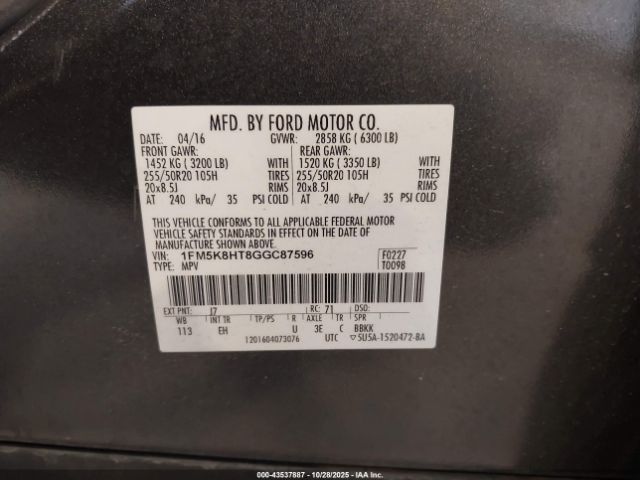 MFD. BY FORD MOTOR CO.
DATE: 04/16 GVWR: 2858 KG ( 6300 LB)
FRONT GAWR: REAR GAWR:
1452 KG ( 3200 LB) WITH 1520 KG ( 3350 LB) WITH
255/50R20 105H TIRES 255/50R20 105H TIRES
20x8.5J RIMS 20x8.5J RIMS
AT 240 kPa/ 35 PSI COLD AT 240 kPa/ 35 PSI COLD
THIS VEHICLE CONFORMS TO ALL APPLICABLE FEDERAL MOTOR
VEHICLE SAFETY STANDARDS IN EFFECT ON THE DATE OF
MANUFACTURE SHOWN ABOVE.
VIN: 1FM5K8HT8GGC87596 F0227
TYPE: MPV T0098
EXT PNT: J7 RC: 71 DSO:
WB INT TR TP/PS R AXLE TR SPR
113 EH U 3E C BBKK
1201604073076 UTC ▽5U5A-1520472-BA
000-43537887 - 10/28/2025 - IAA, Inc.